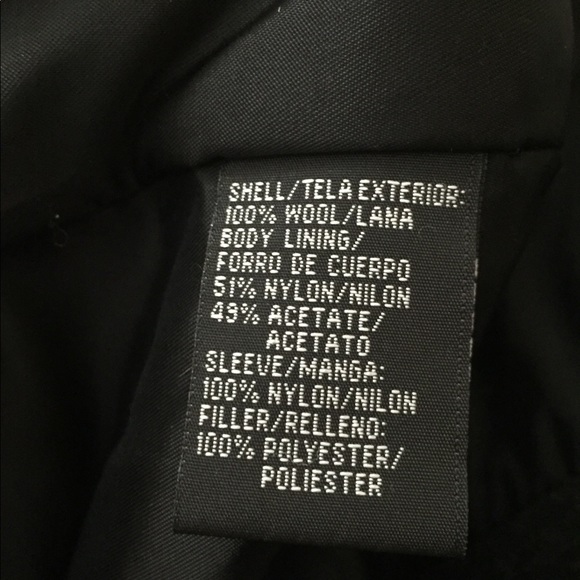 SHELL/TELA EXTERIOR:
100% WOOL/LANA
BODY LINING/
FORRO DE CUERPO
51% NYLON/NILON
49% ACETATE/
ACETATO
SLEEVE/MANGA:
100% NYLON/NILON
FILLER/RELLENO:
100% POLYESTER/
POLIESTER